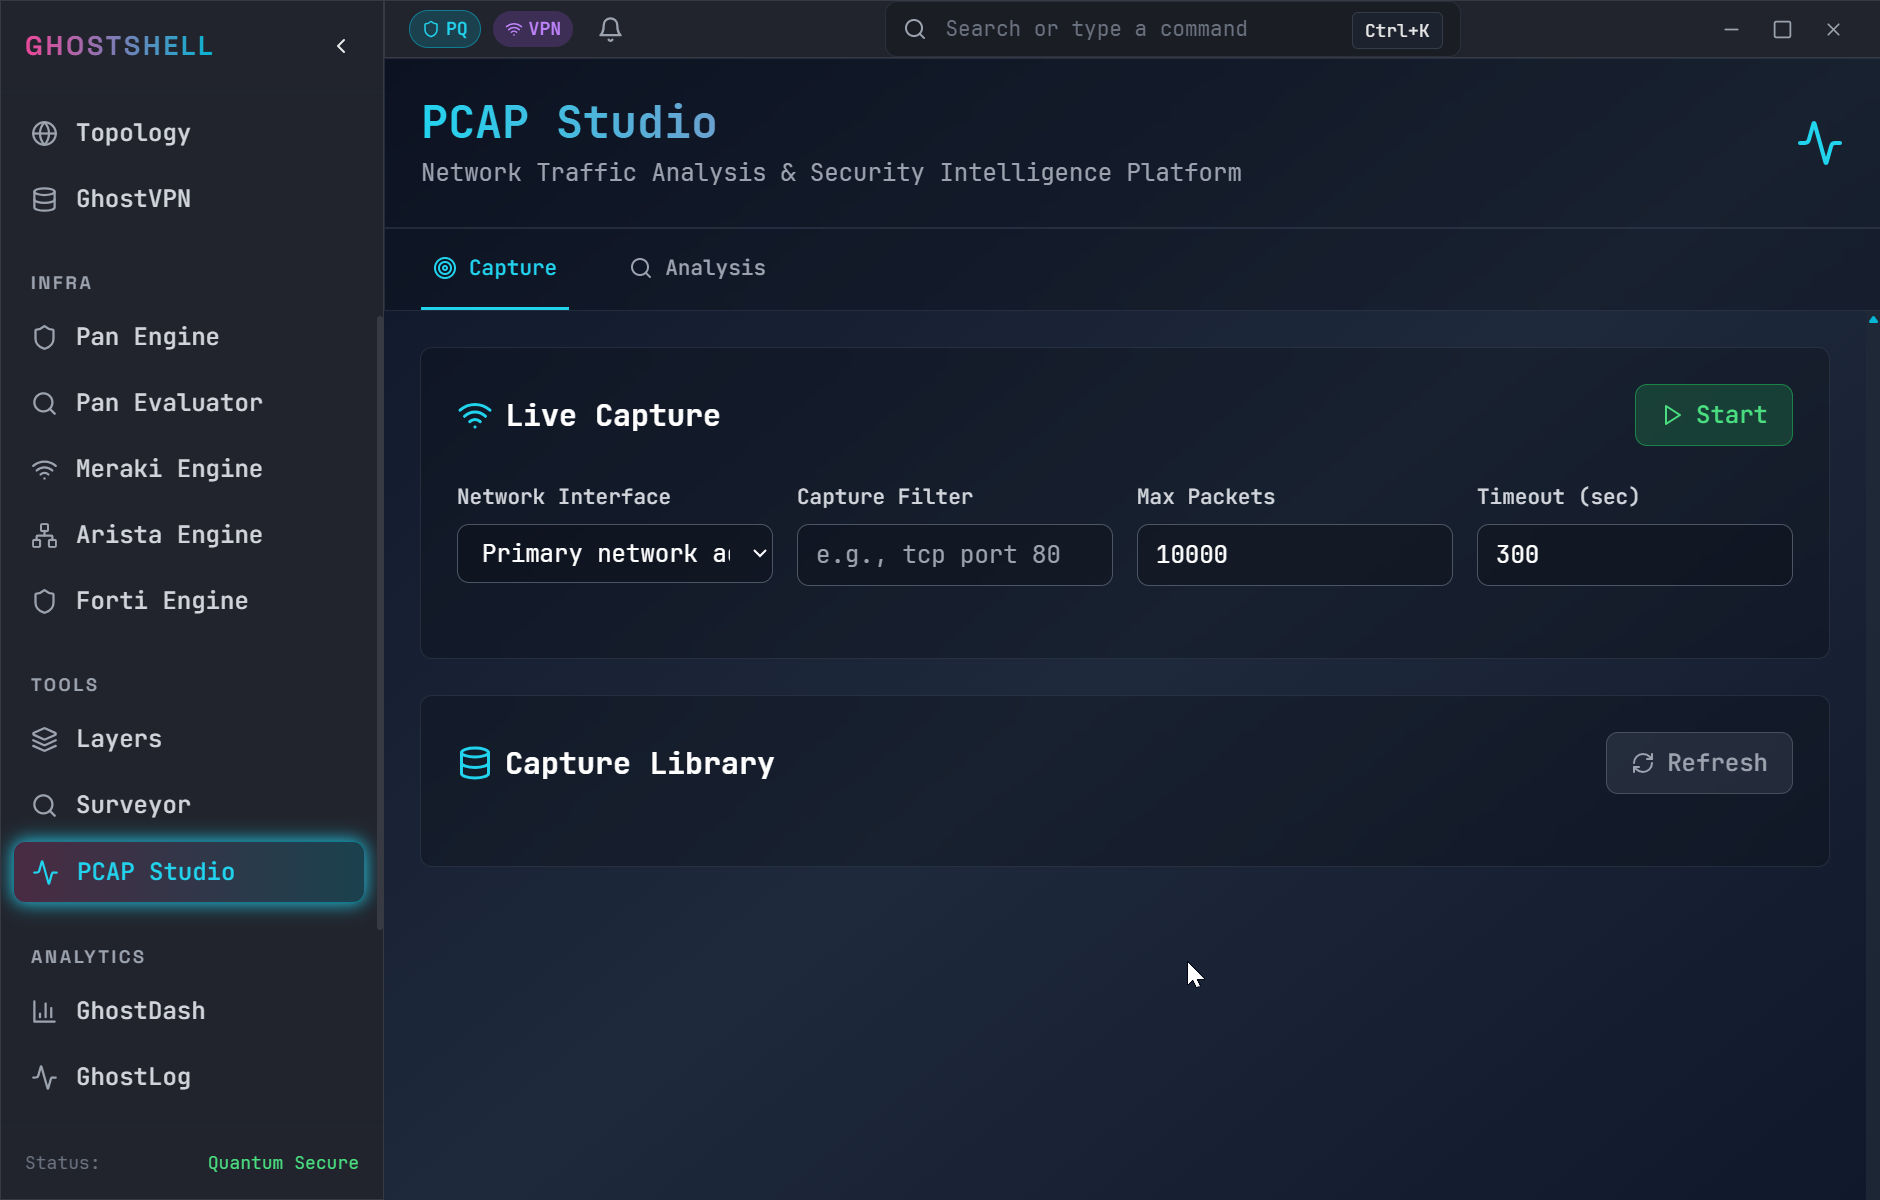 GHOSTSHELL
Topology
GhostVPN
INFRA
Pan Engine
Pan Evaluator
Meraki Engine
Arista Engine
Forti Engine
TOOLS
Layers
Surveyor
PCAP Studio
ANALYTICS
GhostDash
GhostLog
Status: Quantum Secure
PQ VPN Search or type a command Ctrl+K
PCAP Studio
Network Traffic Analysis & Security Intelligence Platform
Capture Analysis
Live Capture Start
Network Interface Capture Filter Max Packets Timeout (sec)
Primary network e.g., tcp port 80 10000 300
Capture Library Refresh